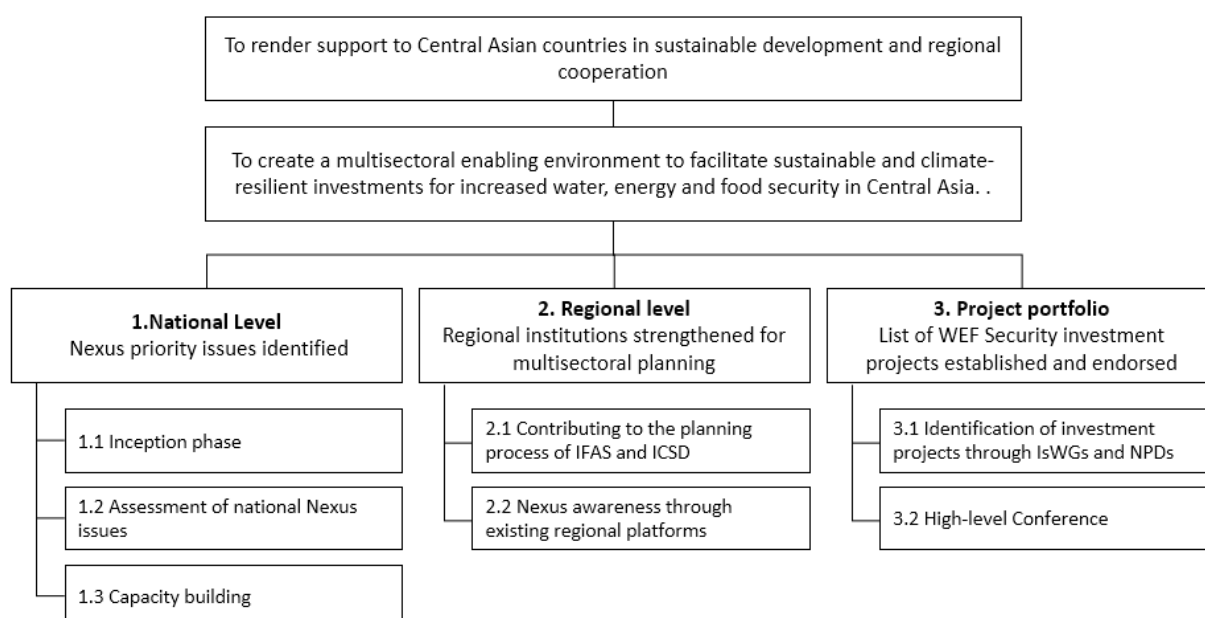 To render support to Central Asian countries in sustainable development and regional
cooperation
To create a multisectoral enabling environment to facilitate sustainable and climate-
resilient investments for increased water, energy and food security in Central Asia. .
1.National Level
Nexus priority issues identified
1.1 Inception phase
1.2 Assessment of national Nexus
issues
1.3 Capacity building
2. Regional level
Regional institutions strengthened for
multisectoral planning
2.1 Contributing to the planning
process of IFAS and ICSD
2.2 Nexus awareness through
existing regional platforms
3. Project portfolio
List of WEF Security investment
projects established and endorsed
3.1 Identification of investment
projects through IsWGs and NPDs
3.2 High-level Conference